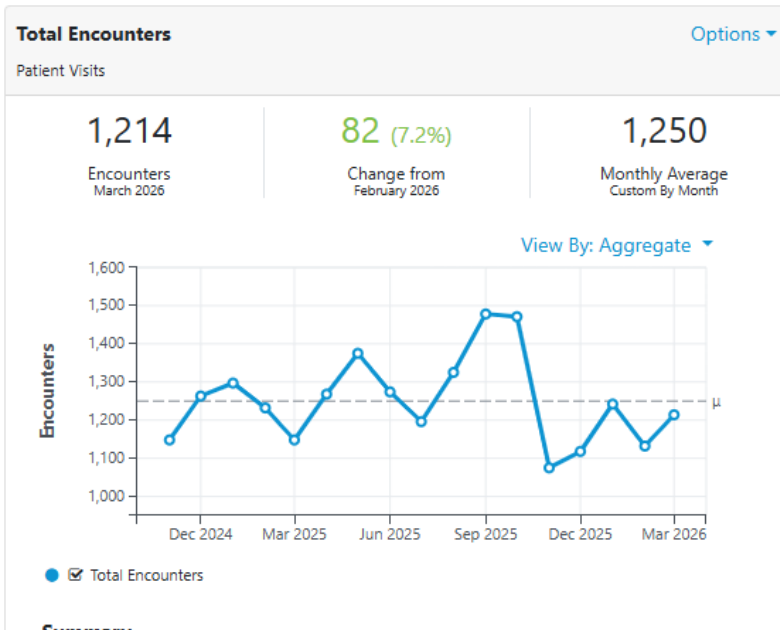 Total Encounters
Options
Patient Visits
1,214
Encounters
March 2026
82 (7.2%)
Change from
February 2026
1,250
Monthly Average
Custom By Month
View By: Aggregate
1,600
1,500
1,400
1,300
1,200
1,100
1,000
Encounters
μ
Dec 2024 Mar 2025 Jun 2025 Sep 2025 Dec 2025 Mar 2026
Total Encounters
Summary